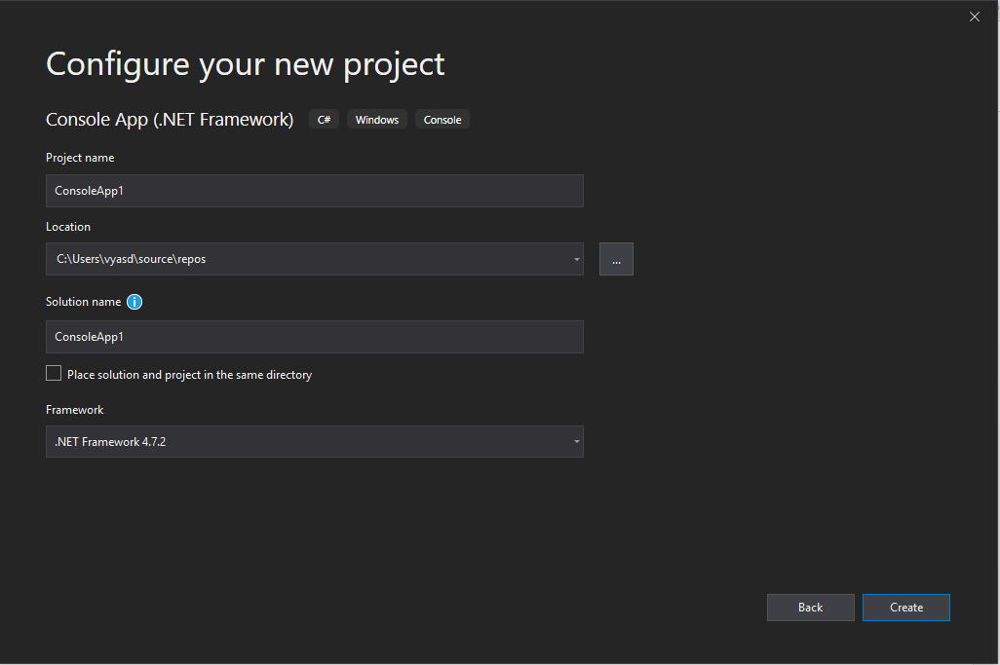 Configure your new project
Console App (.NET Framework) C# Windows Console
Project name
ConsoleApp1
Location
C:\Users\vyasd\source\repos
...
Solution name
ConsoleApp1
Place solution and project in the same directory
Framework
.NET Framework 4.7.2
Back Create